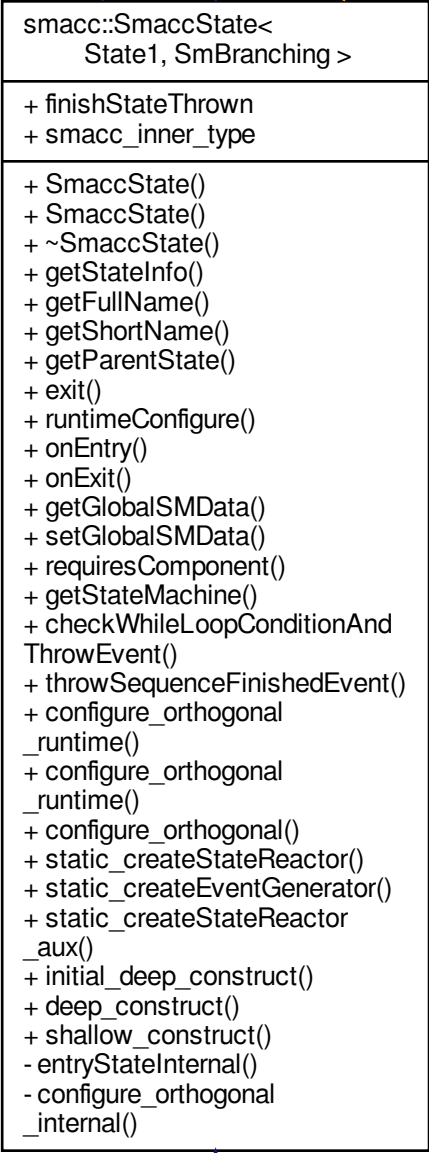 smacc::SmaccState<
State1, SmBranching >
+ finishStateThrown
+ smacc_inner_type
+ SmaccState()
+ SmaccState()
+ ~SmaccState()
+ getStateInfo()
+ getFullName()
+ getShortName()
+ getParentState()
+ exit()
+ runtimeConfigure()
+ onEntry()
+ onExit()
+ getGlobalSMData()
+ setGlobalSMData()
+ requiresComponent()
+ getStateMachine()
+ checkWhileLoopConditionAnd
ThrowEvent()
+ throwSequenceFinishedEvent()
+ configure_orthogonal
_runtime()
+ configure_orthogonal
_runtime()
+ configure_orthogonal()
+ static_createStateReactor()
+ static_createEventGenerator()
+ static_createStateReactor
_aux()
+ initial_deep_construct()
+ deep_construct()
+ shallow_construct()
- entryStateInternal()
- configure_orthogonal
_internal()